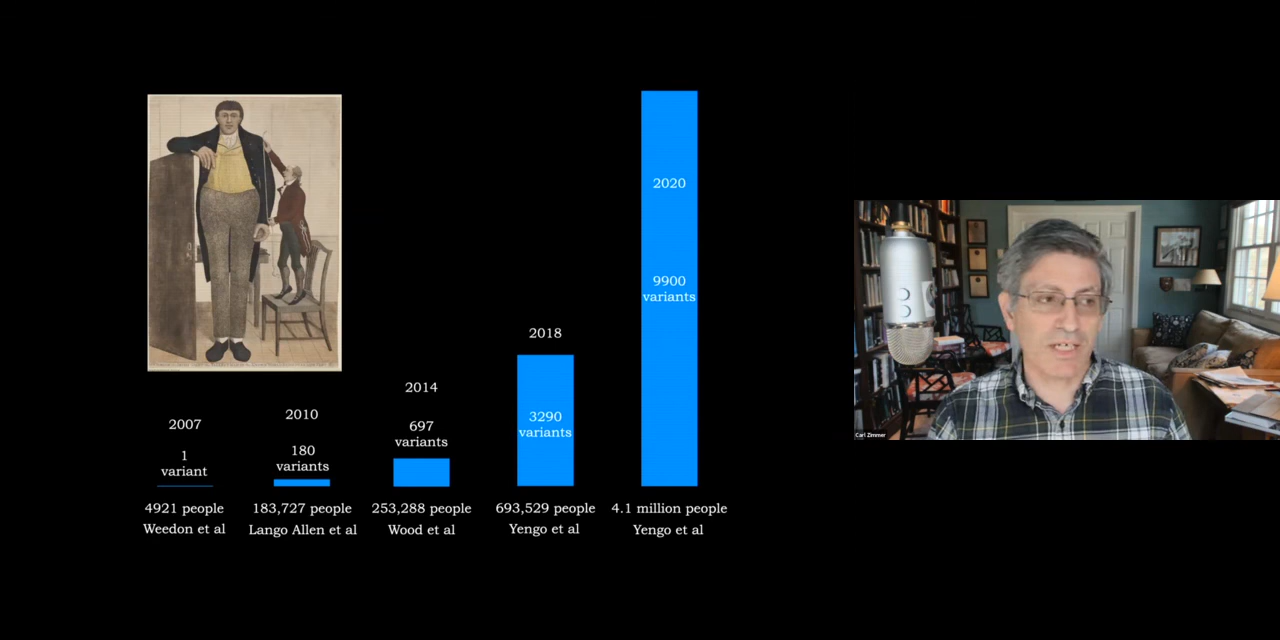 2007
1
variant
4921 people
Weedon et al
2010
180
variants
183,727 people
Lango Allen et al
2014
697
variants
253,288 people
Wood et al
2018
3290
variants
693,529 people
Yengo et al
2020
9900
variants
4.1 million people
Yengo et al
Carl Zimmer